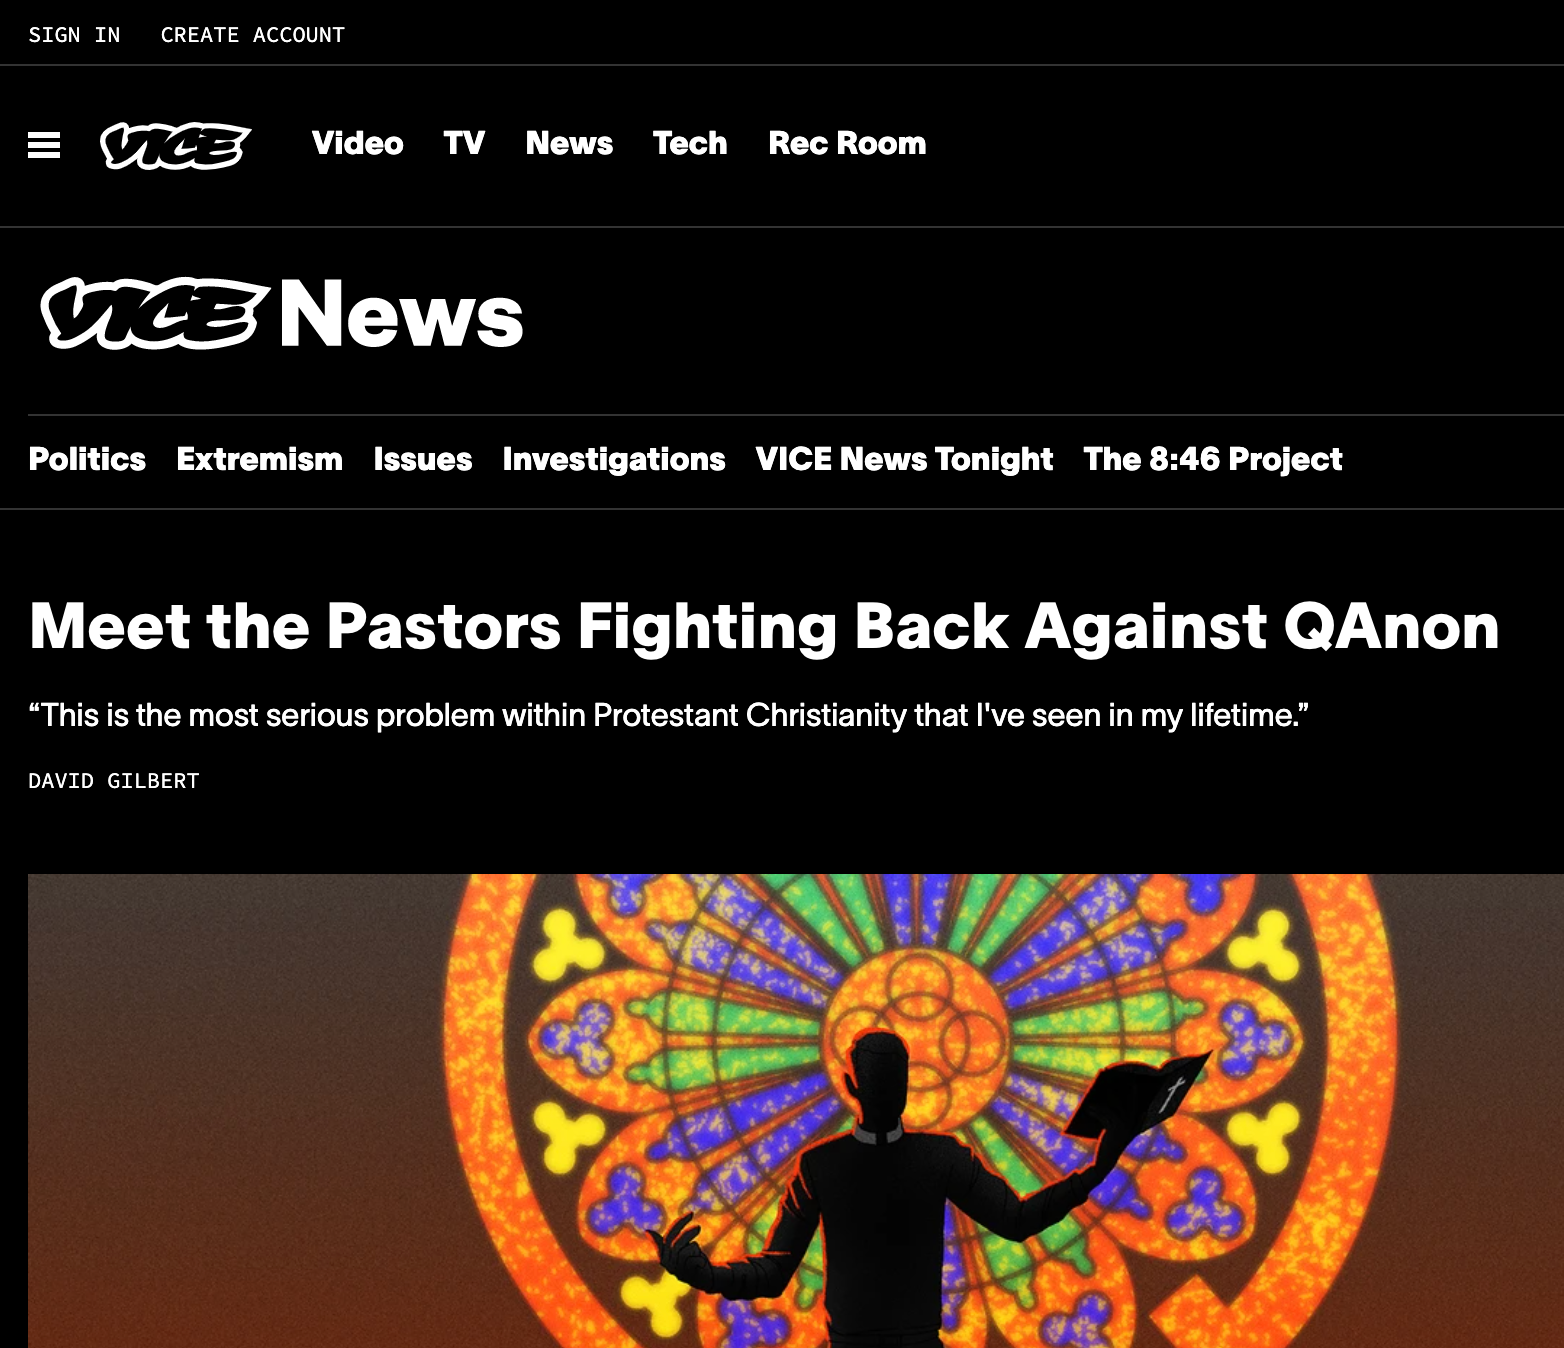 SIGN IN CREATE ACCOUNT
VICE Video TV News Tech Rec Room
VICE News
Politics Extremism Issues Investigations VICE News Tonight The 8:46 Project
Meet the Pastors Fighting Back Against QAnon
“This is the most serious problem within Protestant Christianity that I've seen in my lifetime.”
DAVID GILBERT